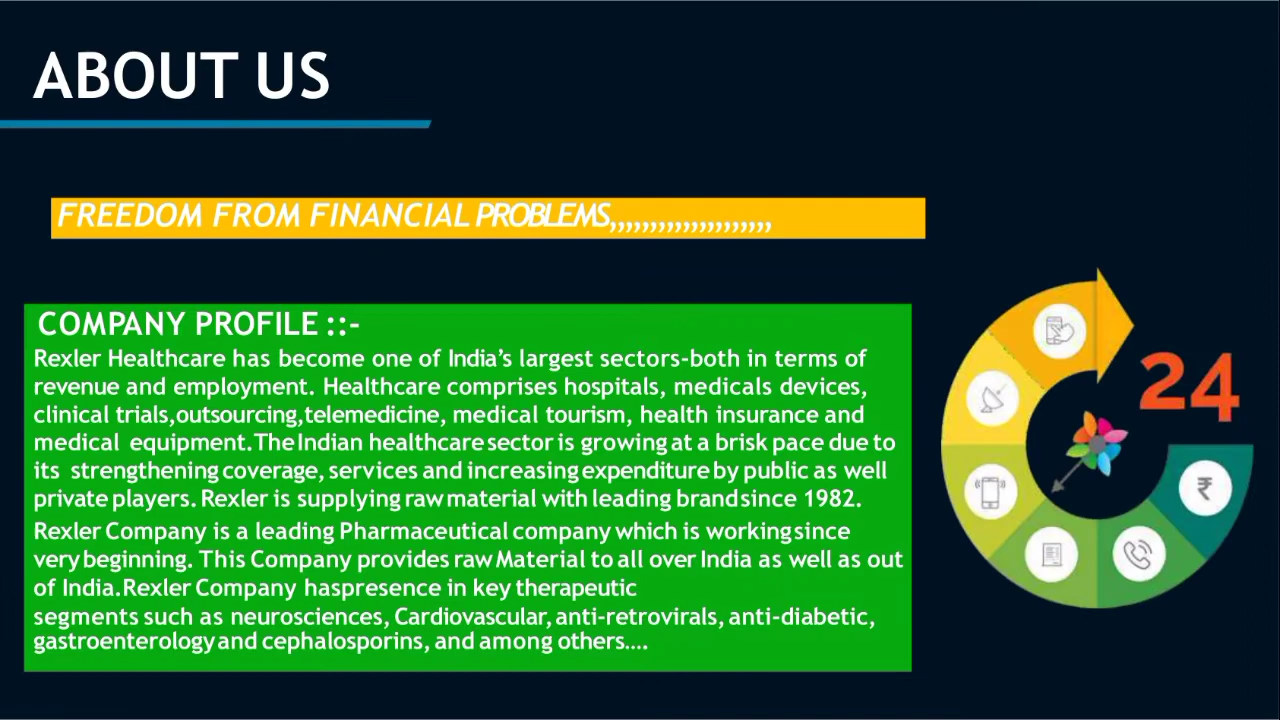 ABOUT US
FREEDOM FROM FINANCIAL PROBLEMS,,,,,,,,,,,,,,,,,,,,
COMPANY PROFILE ::-
Rexler Healthcare has become one of India’s largest sectors-both in terms of
revenue and employment. Healthcare comprises hospitals, medicals devices,
clinical trials,outsourcing,telemedicine, medical tourism, health insurance and
medical equipment.The Indian healthcare sector is growing at a brisk pace due to
its strengthening coverage, services and increasing expenditure by public as well
private players. Rexler is supplying raw material with leading brand since 1982.
Rexler Company is a leading Pharmaceutical company which is working since
very beginning. This Company provides raw Material to all over India as well as out
of India.Rexler Company haspresence in key therapeutic
segments such as neurosciences, Cardiovascular, anti-retrovirals, anti-diabetic,
gastroenterology and cephalosporins, and among others….
24
₹